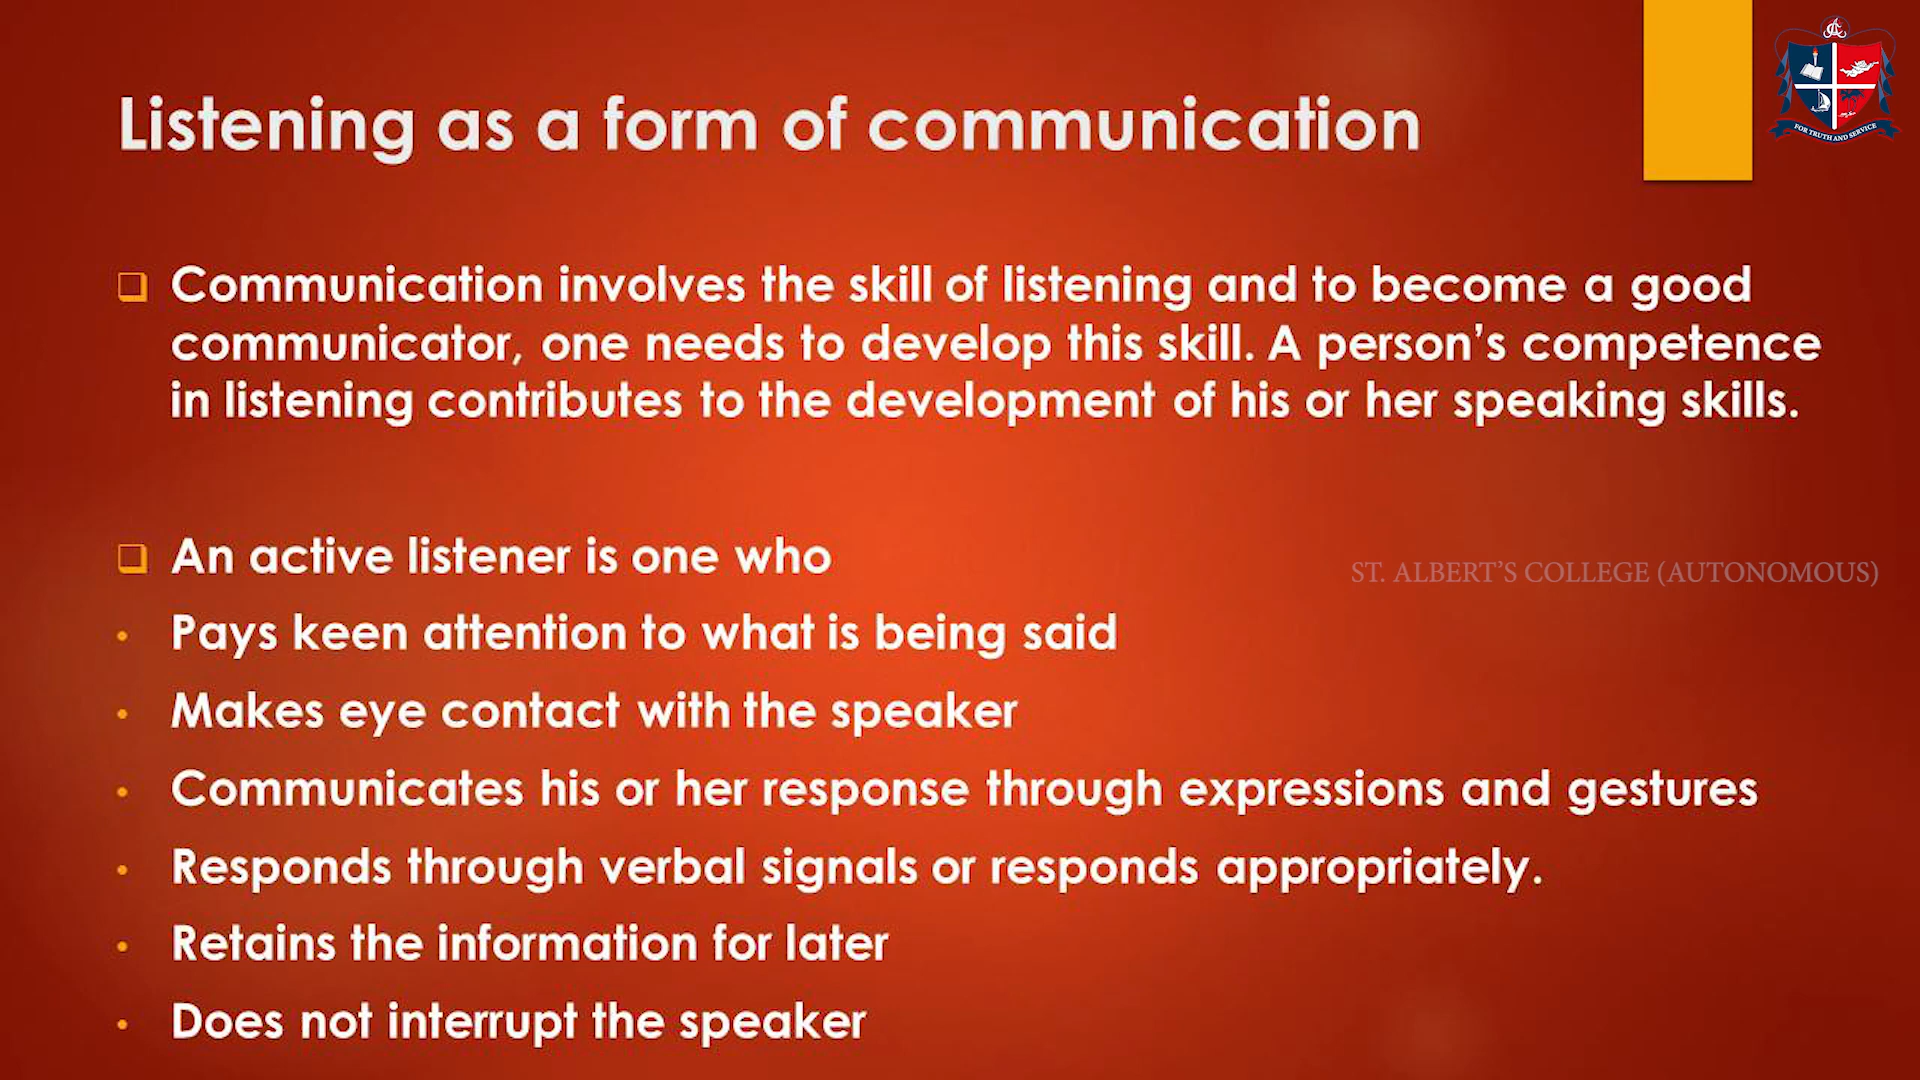 Listening as a form of communication
FOR TRUTH AND SERVICE
Communication involves the skill of listening and to become a good
communicator, one needs to develop this skill. A person’s competence
in listening contributes to the development of his or her speaking skills.
An active listener is one who
ST. ALBERT’S COLLEGE (AUTONOMOUS)
• Pays keen attention to what is being said
• Makes eye contact with the speaker
• Communicates his or her response through expressions and gestures
• Responds through verbal signals or responds appropriately.
• Retains the information for later
• Does not interrupt the speaker